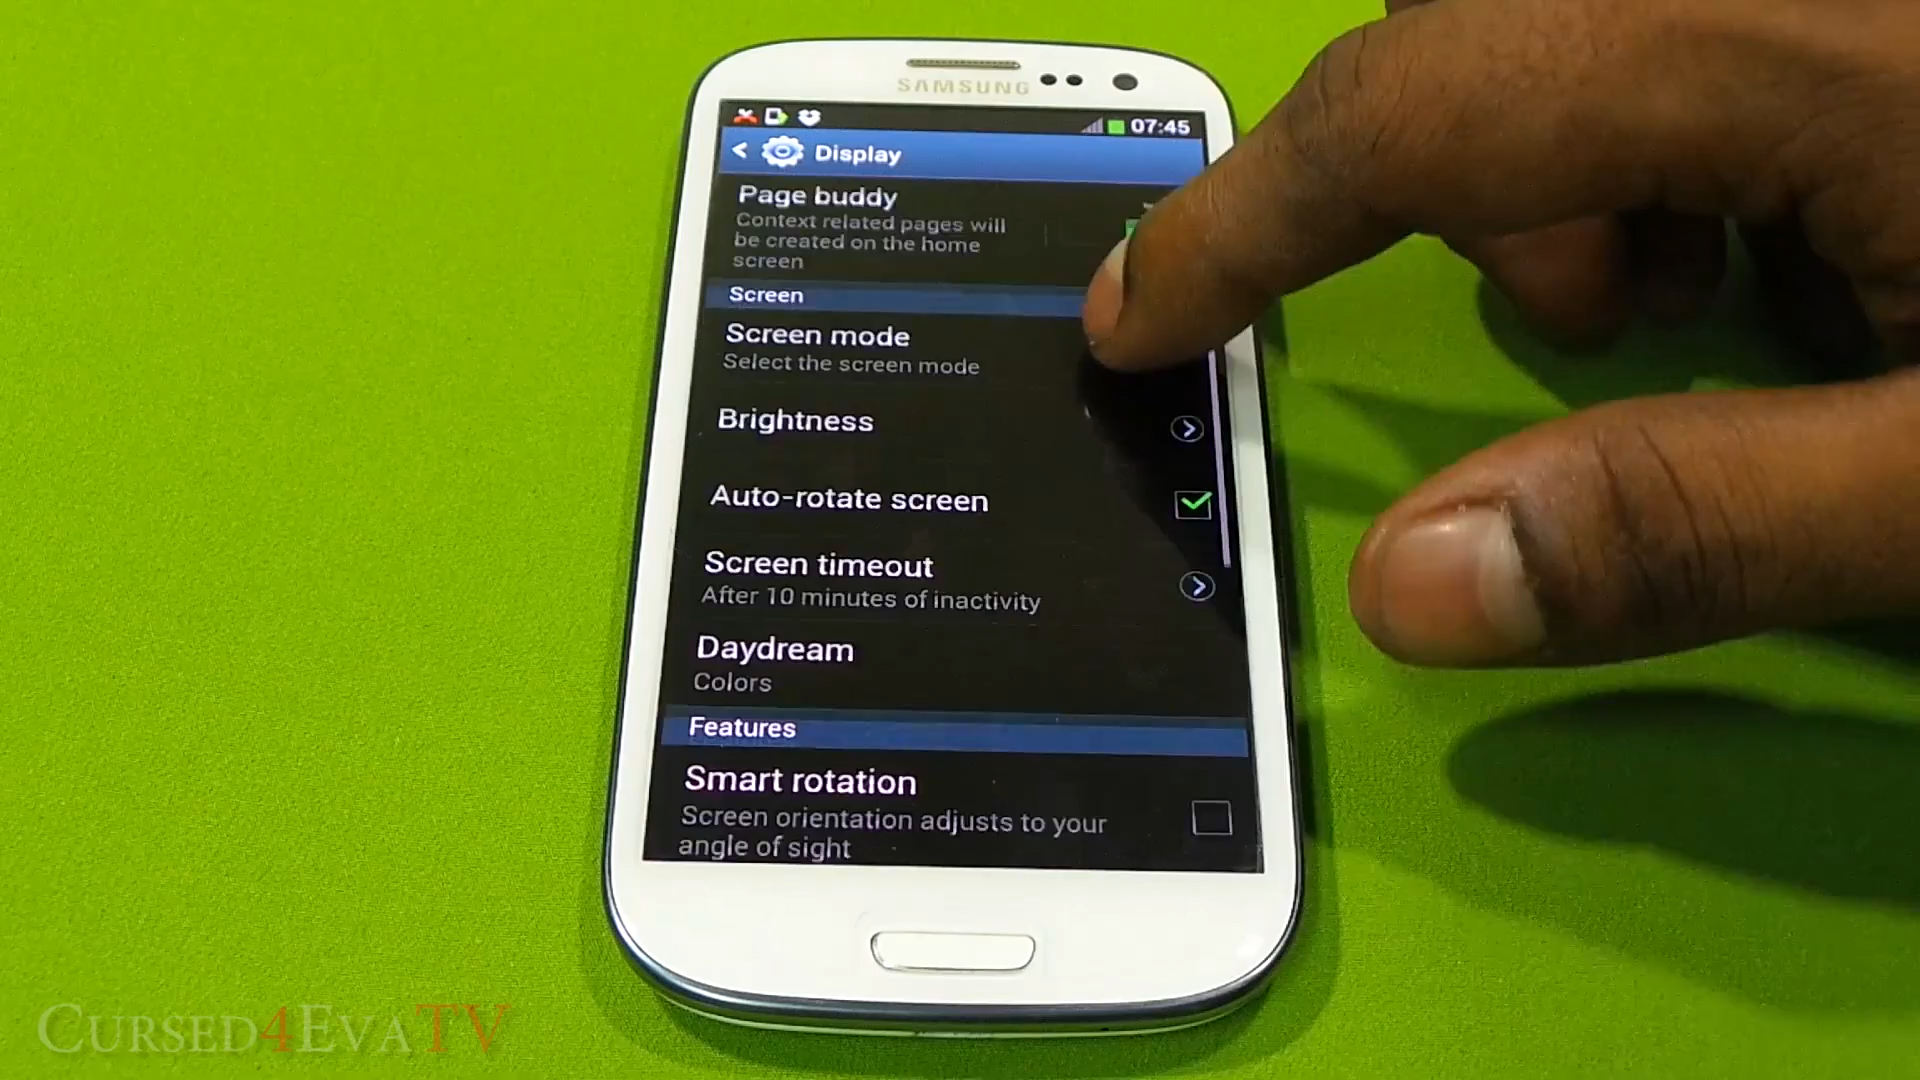 SAMSUNG
07:45
Display
Page buddy
Context related pages will
be created on the home
screen
Screen
Screen mode
Select the screen mode
Brightness
Auto-rotate screen
Screen timeout
After 10 minutes of inactivity
Daydream
Colors
Features
Smart rotation
Screen orientation adjusts to your
angle of sight
CURSED4EVATV